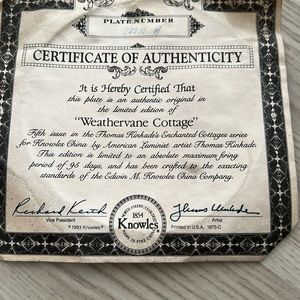 PLATE NUMBER
CERTIFICATE OF AUTHENTICITY
It is Hereby Certified That
this plate is an authentic original in
the limited edition of
"Weathervane Cottage"
Fifth issue in the Thomas Kinkade's Enchanted Cottages series
for Knowles China by American Luminist artist Thomas Kinkade.
This edition is limited to an absolute maximum firing
period of 95 days, and has been crafted to the exacting
standards of the Edwin M. Knowles China Company.
Vice President
© 1993 Knowles®
1854
Knowles
Artist
Printed in U.S.A. 1875-C